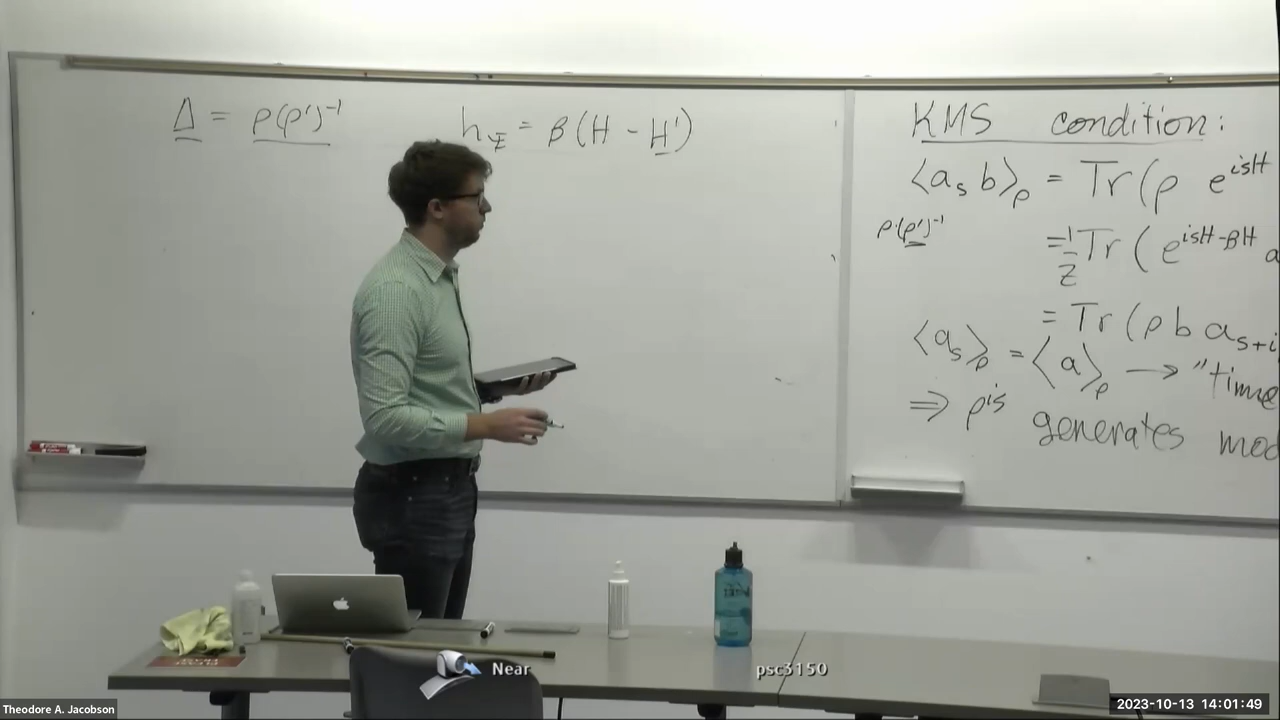 Δ = ρ(ρ')⁻¹
h_Ψ = β(H - H')
KMS condition:
⟨a_s b⟩_ρ = Tr(ρ e^{isH}
ρ·(ρ')⁻¹
= 1/Z Tr(e^{isH-βH} a
= Tr(ρ b a_{s+i
⟨a_s⟩_ρ = ⟨a⟩_ρ → "time
⇒ ρ^{is} generates mod
Near
psc3150
Theodore A. Jacobson
2023-10-13 14:01:49